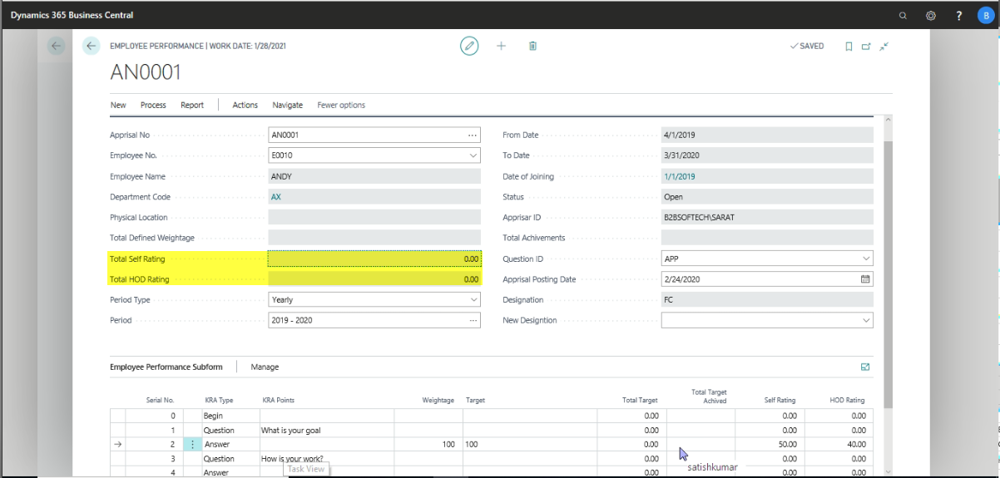 Dynamics 365 Business Central
? B
EMPLOYEE PERFORMANCE | WORK DATE: 1/28/2021
SAVED
AN0001
New Process Report Actions Navigate Fewer options
Apprisal No AN0001 ... From Date 4/1/2019
Employee No. E0010 To Date 3/31/2020
Employee Name ANDY Date of Joining 1/1/2019
Department Code AX Status Open
Physical Location Apprisar ID B2BSOFTECH\SARAT
Total Defined Weightage Total Achivements
Total Self Rating 0.00 Question ID APP
Total HOD Rating 0.00 Apprisal Posting Date 2/24/2020
Period Type Yearly Designation FC
Period 2019 - 2020 ... New Designtion
Employee Performance Subform Manage
Serial No. KRA Type KRA Points Weightage Target Total Target Total Target Achived Self Rating HOD Rating
0 Begin 0.00 0.00 0.00
1 Question What is your goal 0.00 0.00 0.00
2 Answer 100 100 0.00 50.00 40.00
3 Question How is your work? 0.00 0.00 0.00
4 Answer 0.00 0.00 0.00
Task View
satishkumar